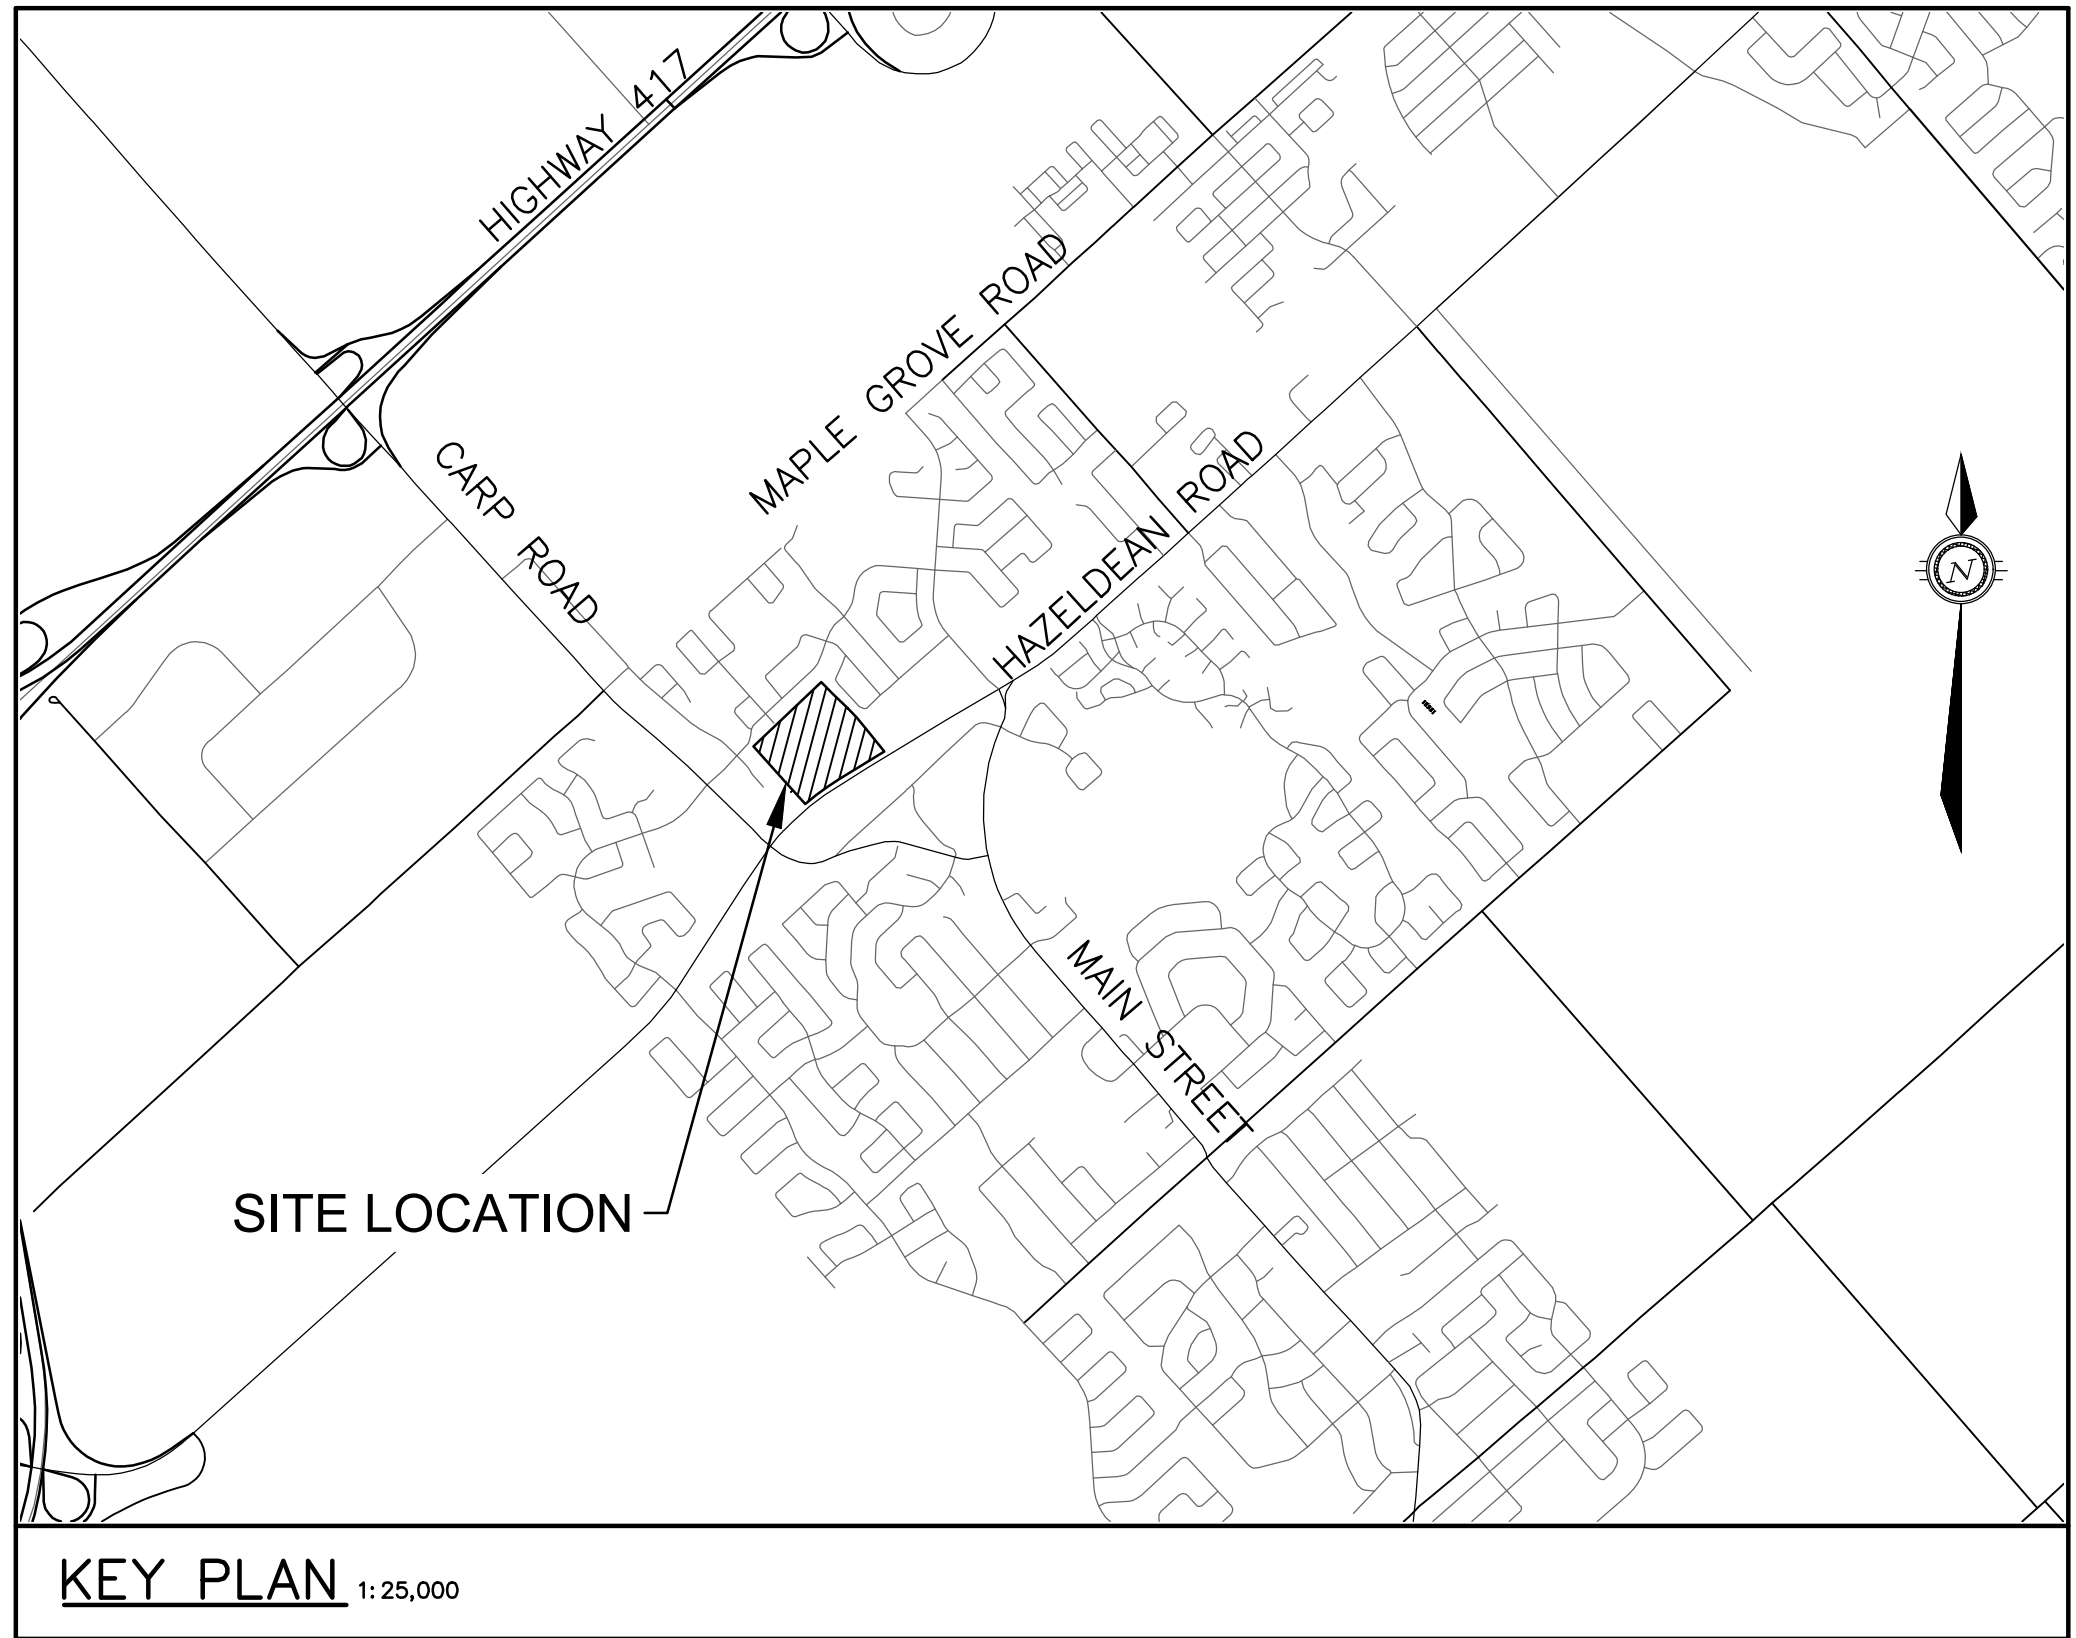 HIGHWAY 417
MAPLE GROVE ROAD
CARP ROAD
HAZELDEAN ROAD
N
MAIN STREET
SITE LOCATION
KEY PLAN 1:25,000